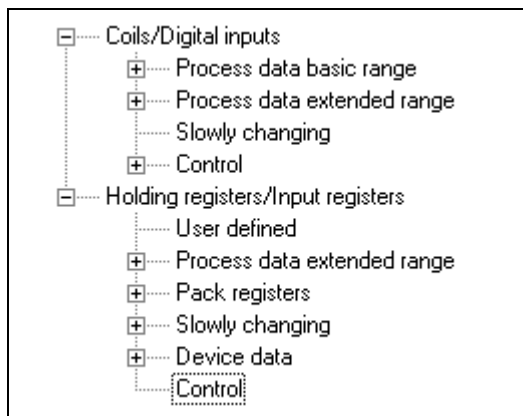 Coils/Digital inputs
Process data basic range
Process data extended range
Slowly changing
Control
Holding registers/Input registers
User defined
Process data extended range
Pack registers
Slowly changing
Device data
Control